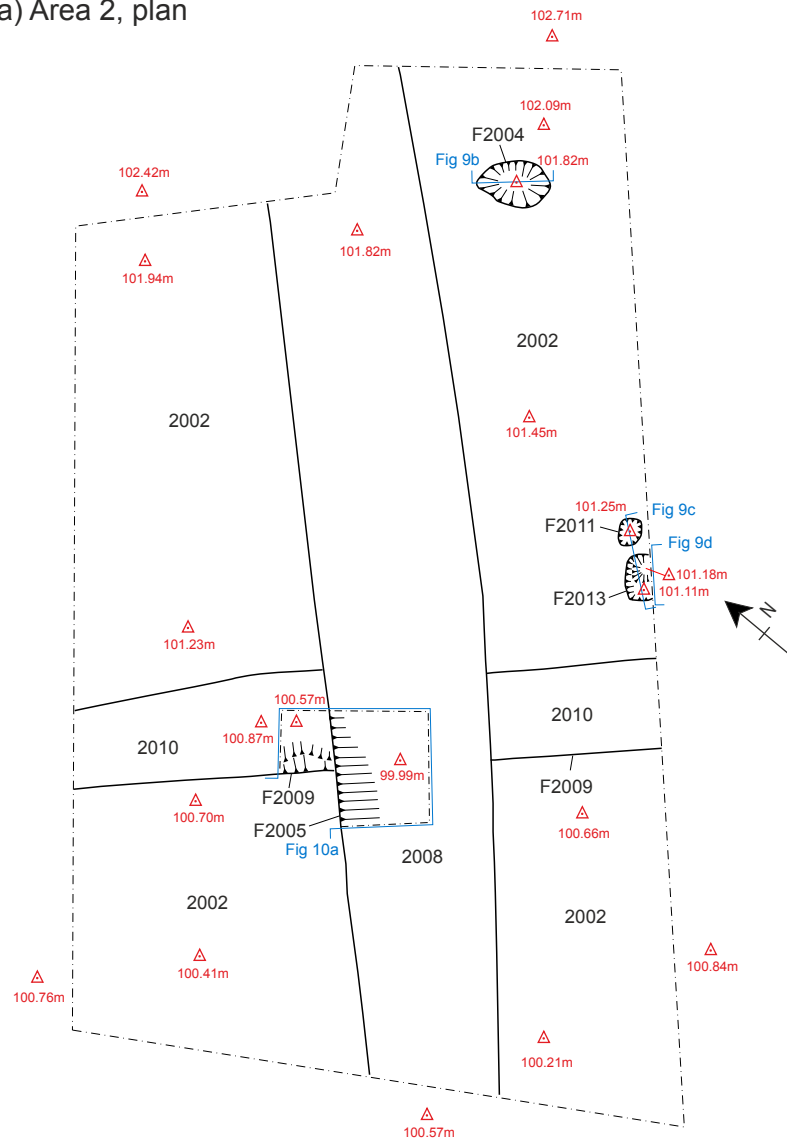 a) Area 2, plan
102.71m
102.09m
F2004
Fig 9b
101.82m
102.42m
101.82m
101.94m
2002
2002
101.45m
101.25m
Fig 9c
F2011
Fig 9d
101.18m
101.11m
F2013
N
101.23m
100.57m
2010
2010
100.87m
99.99m
F2009
F2009
100.70m
F2005
100.66m
Fig 10a
2008
2002
2002
100.41m
100.84m
100.76m
100.21m
100.57m